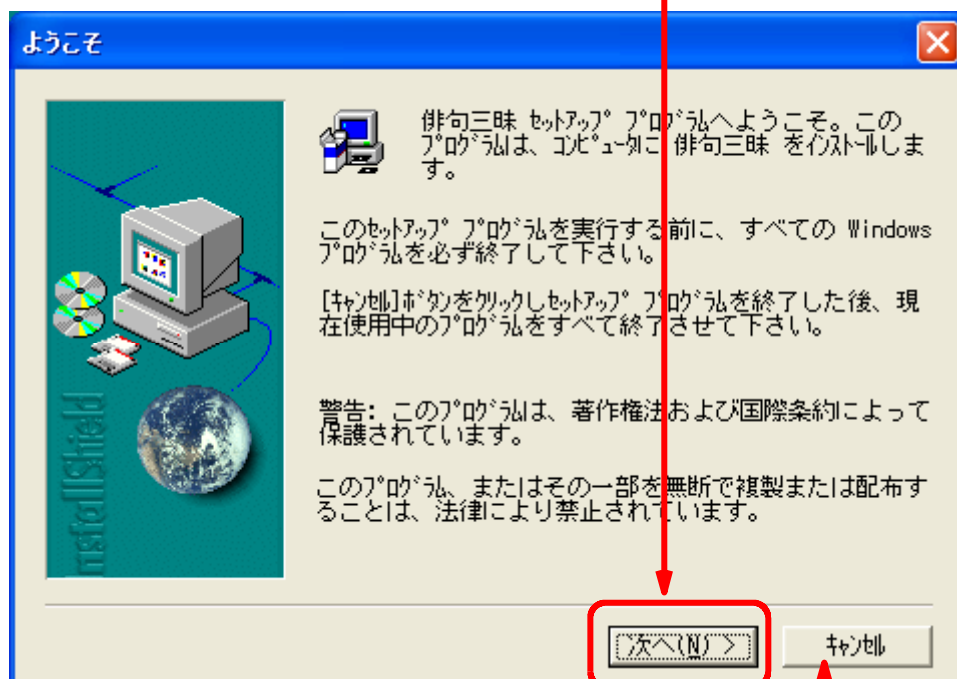 ようこそ
俳句三昧 ｾｯﾄｱｯﾌﾟ ﾌﾟﾛｸﾞﾗﾑへようこそ。この
ﾌﾟﾛｸﾞﾗﾑは、ｺﾝﾋﾟｭｰﾀに 俳句三昧 をｲﾝｽﾄｰﾙしま
す。
このｾｯﾄｱｯﾌﾟ ﾌﾟﾛｸﾞﾗﾑを実行する前に、すべての Windows
ﾌﾟﾛｸﾞﾗﾑを必ず終了して下さい。
[ｷｬﾝｾﾙ]ﾎﾞﾀﾝをｸﾘｯｸしｾｯﾄｱｯﾌﾟ ﾌﾟﾛｸﾞﾗﾑを終了した後、現
在使用中のﾌﾟﾛｸﾞﾗﾑをすべて終了させて下さい。
警告: このﾌﾟﾛｸﾞﾗﾑは、著作権法および国際条約によって
保護されています。
このﾌﾟﾛｸﾞﾗﾑ、またはその一部を無断で複製または配布す
ることは、法律により禁止されています。
InstallShield
次へ(N) >
ｷｬﾝｾﾙ